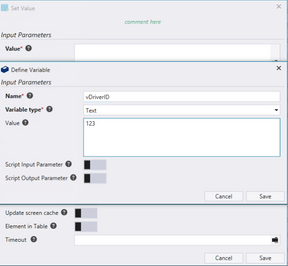 Set Value
comment here
Input Parameters
Value*
Define Variable
Input Parameters
Name* vDriverID
Variable type* Text
Value 123
Script Input Parameter
Script Output Parameter
Cancel Save
Update screen cache
Element in Table
Timeout
Cancel Save